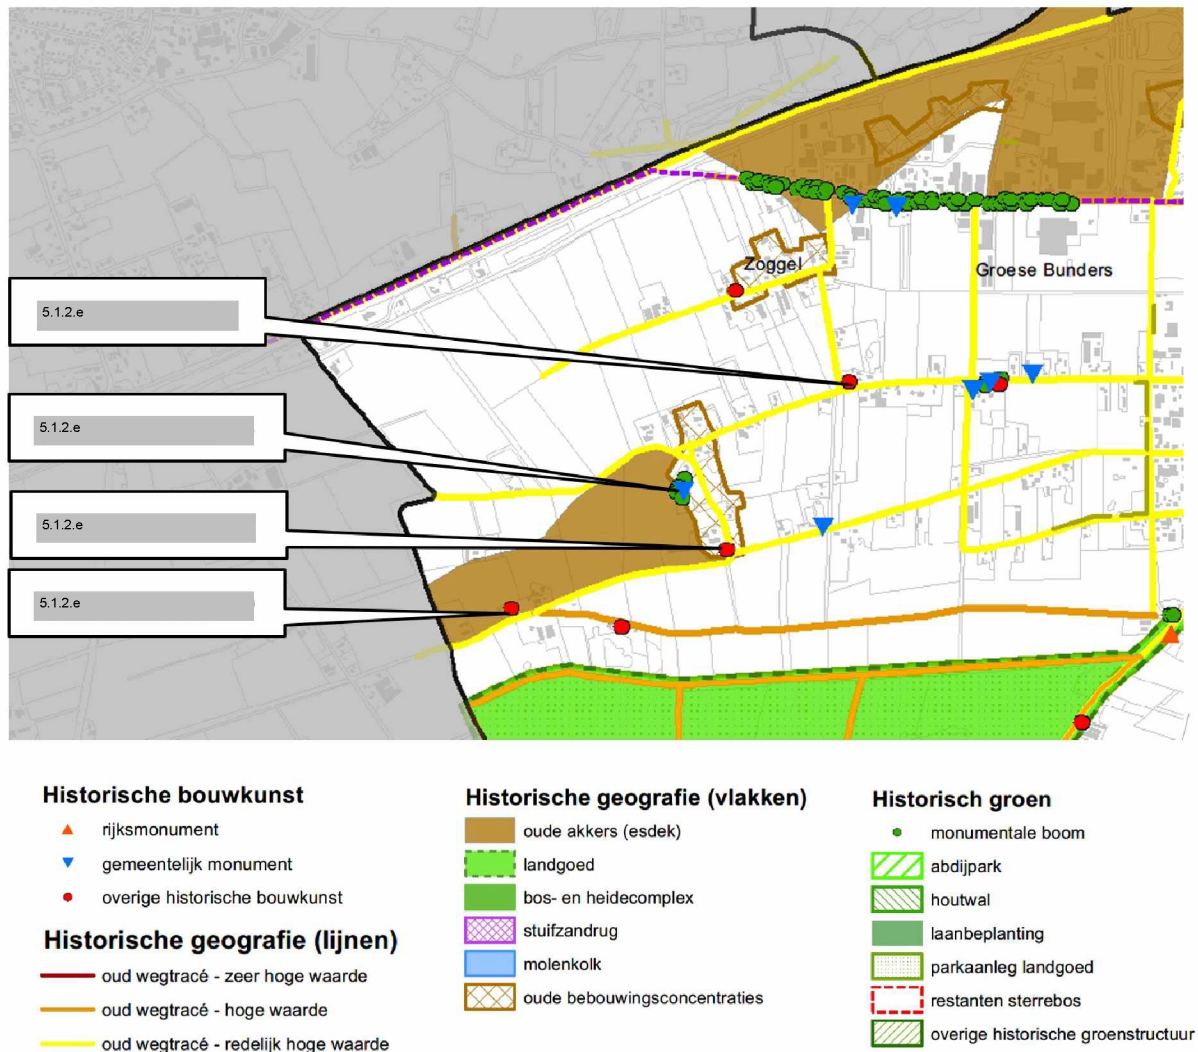 Zoggel
Groese Bunders
5.1.2.e
5.1.2.e
5.1.2.e
5.1.2.e
Historische bouwkunst
rijksmonument
gemeentelijk monument
overige historische bouwkunst
Historische geografie (lijnen)
oud wegtracé - zeer hoge waarde
oud wegtracé - hoge waarde
oud wegtracé - redelijk hoge waarde
Historische geografie (vlakken)
oude akkers (esdek)
landgoed
bos- en heidecomplex
stuifzandrug
molenkolk
oude bebouwingsconcentraties
Historisch groen
monumentale boom
abdijpark
houtwal
laanbeplanting
parkaanleg landgoed
restanten sterrebos
overige historische groenstructuur